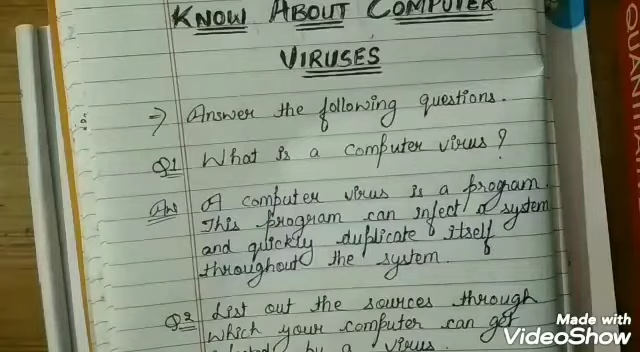 KNOW ABOUT COMPUTER
VIRUSES
→ Answer the following questions.
Q1 What is a computer virus?
Ans A computer virus is a program.
This program can infect a system
and quickly duplicate itself
throughout the system.
Q2 List out the sources through
which your computer can get
by a virus.
Made with
VideoShow